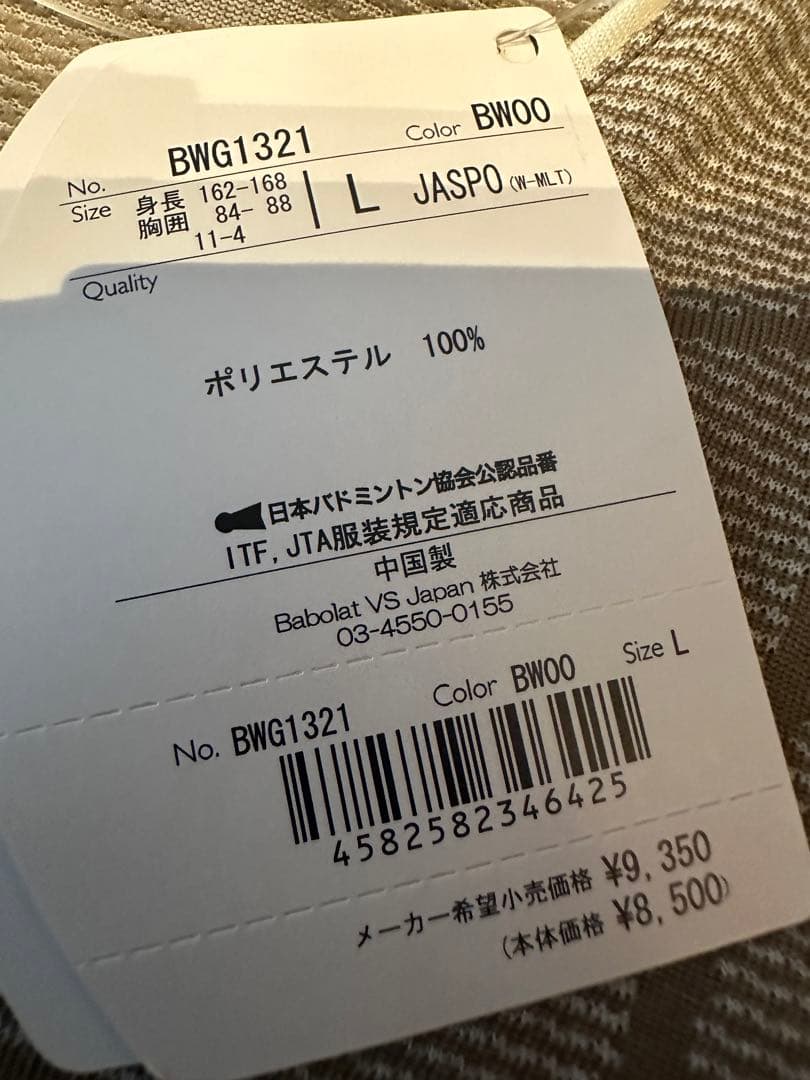 No. BWG1321 Color BW00
Size 身長 162-168 L JASPO (W-MLT)
胸囲 84- 88
11-4
Quality
ポリエステル 100%
日本バドミントン協会公認品番
ITF, JTA服装規定適応商品
中国製
Babolat VS Japan 株式会社
03-4550-0155
No. BWG1321 Color BW00 Size L
4582582346425
メーカー希望小売価格 ¥9,350
(本体価格 ¥8,500)